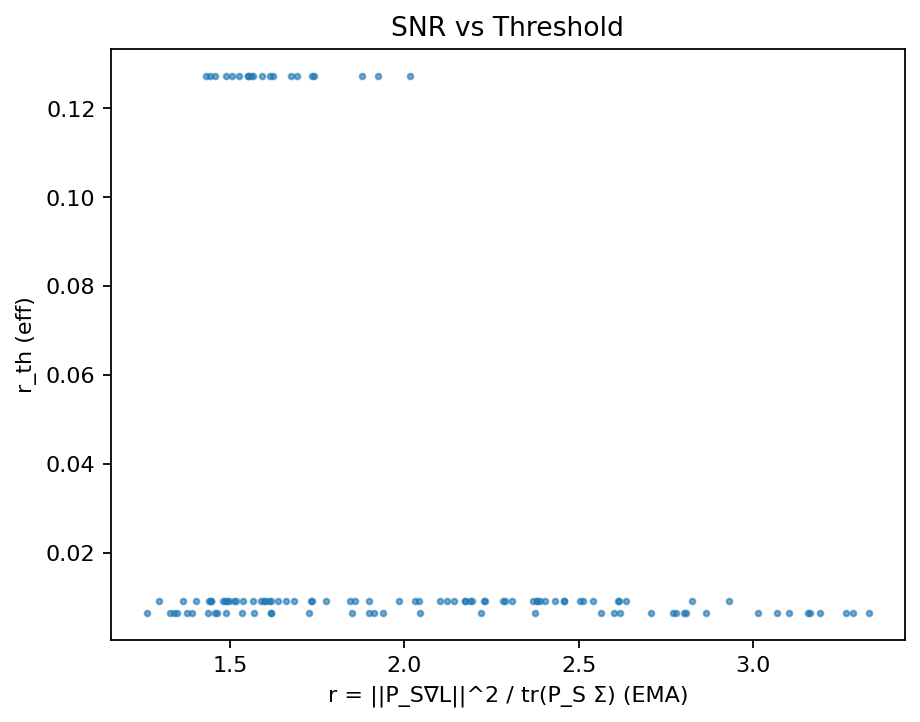 SNR vs Threshold
0.12
0.10
0.08
0.06
0.04
0.02
r_th (eff)
1.5 2.0 2.5 3.0
r = ||P_S∇L||^2 / tr(P_S Σ) (EMA)